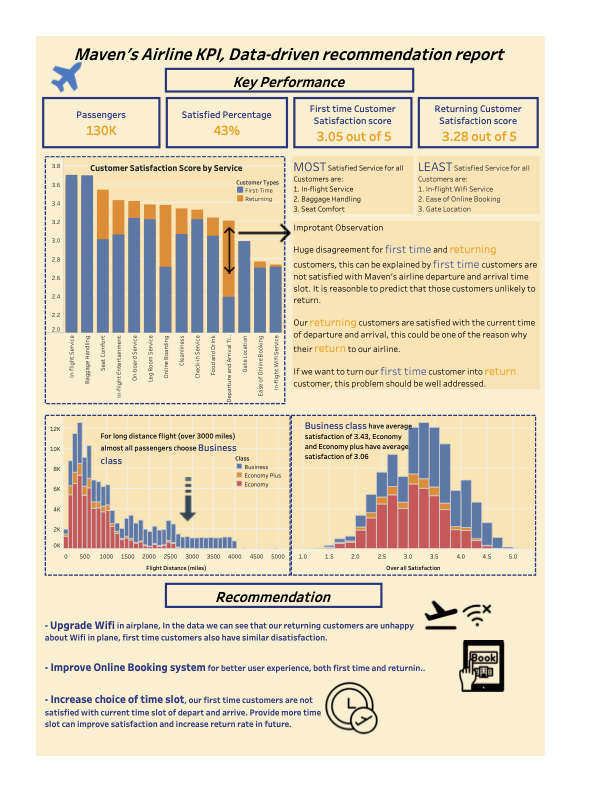 Maven's Airline KPI, Data-driven recommendation report
Key Performance
Passengers
130K
Satisfied Percentage
43%
First time Customer
Satisfaction score
3.05 out of 5
Returning Customer
Satisfaction score
3.28 out of 5
Customer Satisfaction Score by Service
Customer Types
First-Time
Returning
3.8
3.6
3.4
3.2
3.0
2.8
2.6
2.4
2.2
2.0
In-flight Service
Baggage Handling
Seat Comfort
In-flight Entertainment
On-board Service
Leg Room Service
Online Boarding
Cleanliness
Check-in Service
Food and Drink
Departure and Arrival Ti..
Gate Location
Ease of Online Booking
In-flight Wifi Service
MOST Satisfied Service for all
Customers are:
1. In-flight Service
2. Baggage Handling
3. Seat Comfort
LEAST Satisfied Service for all
Customers are:
1. In-flight Wifi Service
2. Ease of Online Booking
3. Gate Location
Improtant Observation
Huge disagreement for first time and returning
customers, this can be explained by first time customers are
not satisfied with Maven's airline departure and arrival time
slot. It is reasonble to predict that those customers unlikely to
return.
Our returning customers are satisfied with the current time
of departure and arrival, this could be one of the reason why
their return to our airline.
If we want to turn our first time customer into return
customer, this problem should be well addressed.
For long distance flight (over 3000 miles)
almost all passengers choose Business
class
Class
Business
Economy Plus
Economy
12K
10K
8K
6K
4K
2K
0K
0 500 1000 1500 2000 2500 3000 3500 4000 4500 5000
Flight Distance (miles)
Business class have average
satisfaction of 3.43, Economy
and Economy plus have average
satisfaction of 3.06
1.0 1.5 2.0 2.5 3.0 3.5 4.0 4.5 5.0
Over all Satisfaction
Recommendation
- Upgrade Wifi in airplane, In the data we can see that our returning customers are unhappy
about Wifi in plane, first time customers also have similar disatisfaction.
- Improve Online Booking system for better user experience, both first time and returnin..
Book
- Increase choice of time slot, our first time customers are not
satisfied with current time slot of depart and arrive. Provide more time
slot can improve satisfaction and increase return rate in future.